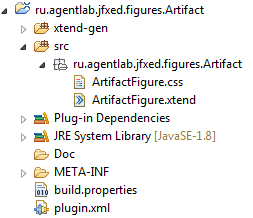 ru.agentlab.jfxed.figures.Artifact
xtend-gen
src
ru.agentlab.jfxed.figures.Artifact
ArtifactFigure.css
ArtifactFigure.xtend
Plug-in Dependencies
JRE System Library [JavaSE-1.8]
Doc
META-INF
build.properties
plugin.xml